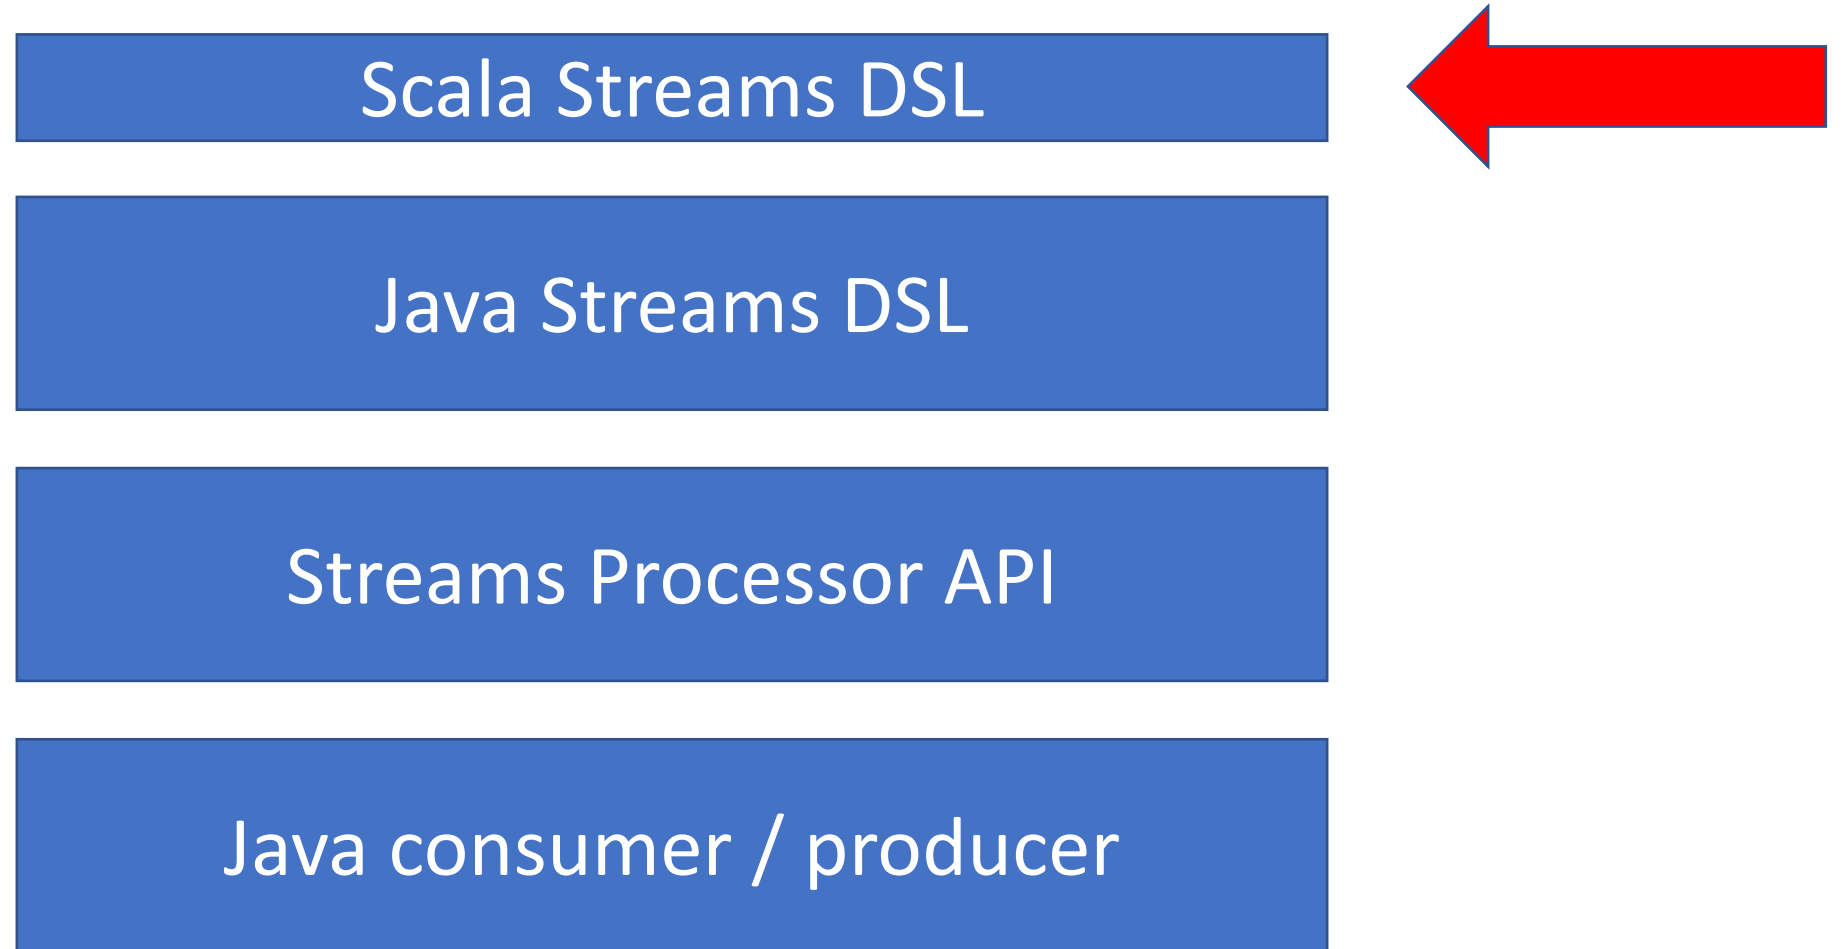 Scala Streams DSL
Java Streams DSL
Streams Processor API
Java consumer / producer